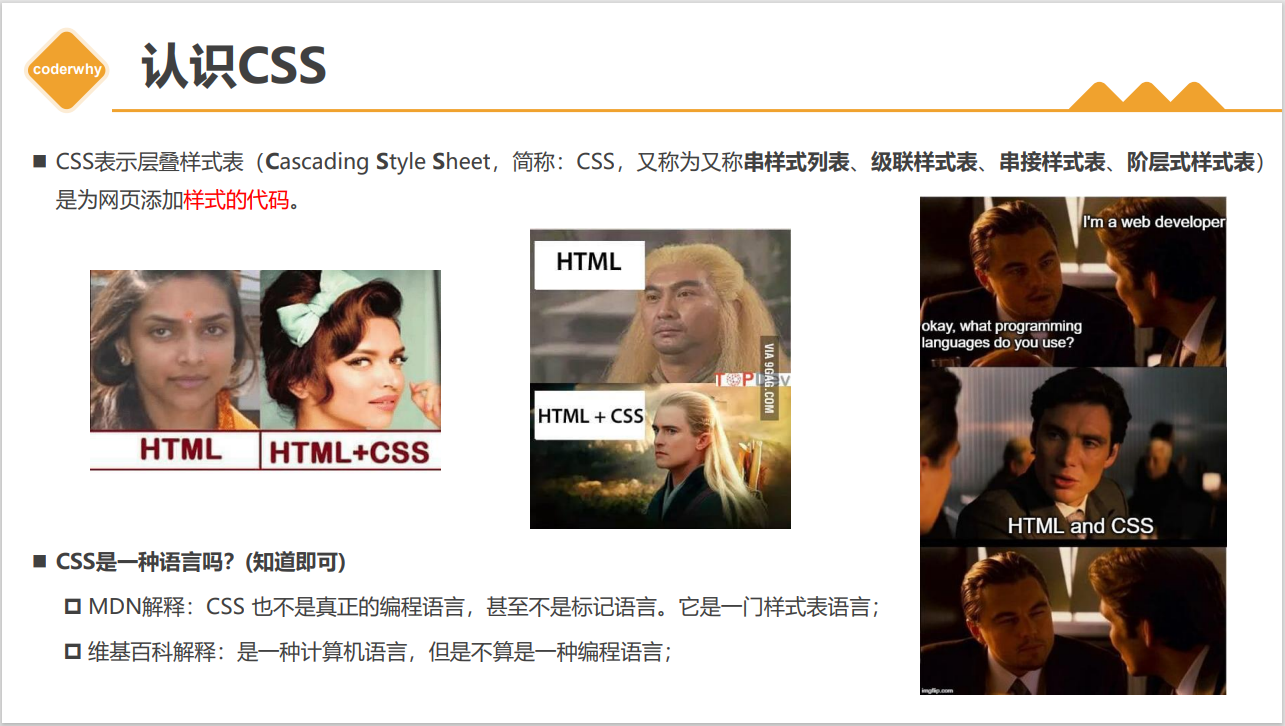 coderwhy
认识CSS
CSS表示层叠样式表（Cascading Style Sheet，简称：CSS，又称为又称串样式列表、级联样式表、串接样式表、阶层式样式表）
是为网页添加样式的代码。
HTML
HTML+CSS
HTML
VIA 9GAG.COM
HTML + CSS
I'm a web developer
okay, what programming
languages do you use?
HTML and CSS
imgflip.com
CSS是一种语言吗？(知道即可)
MDN解释：CSS 也不是真正的编程语言，甚至不是标记语言。它是一门样式表语言；
维基百科解释：是一种计算机语言，但是不算是一种编程语言；